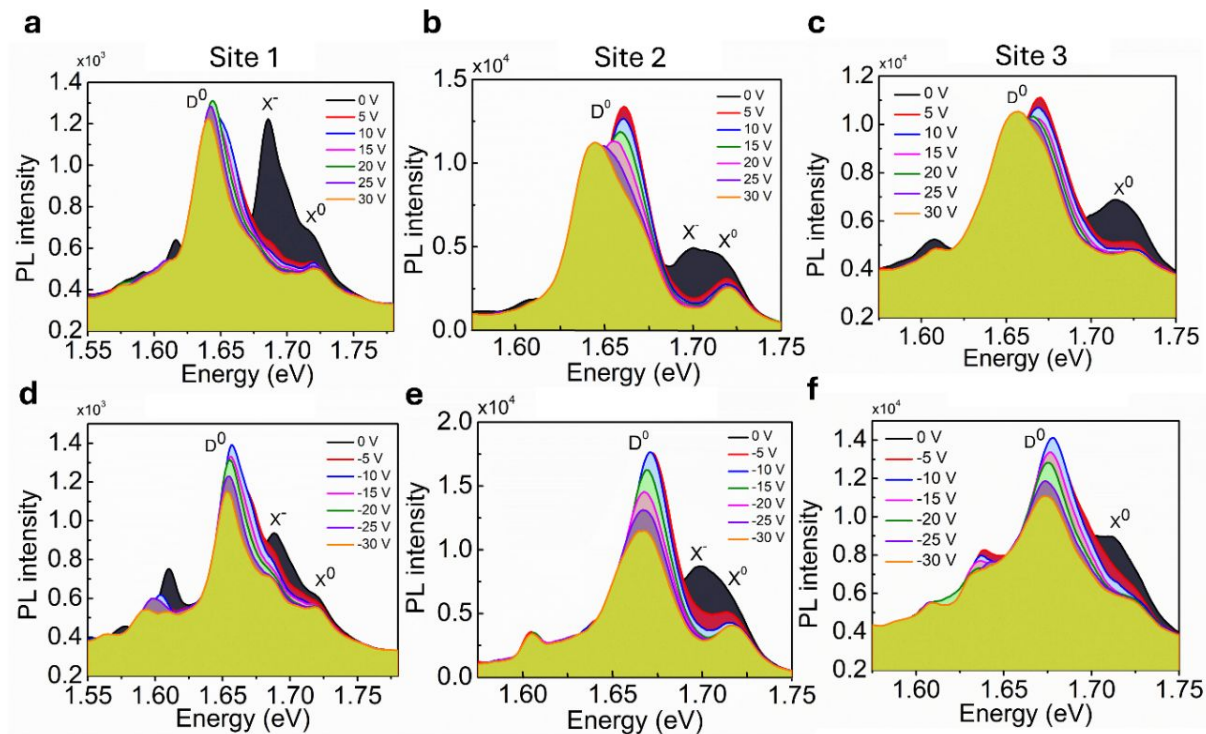 a
Site 1
x10³
1.4
1.2
1.0
0.8
0.6
0.4
0.2
PL intensity
D⁰
X⁻
X⁰
0 V
5 V
10 V
15 V
20 V
25 V
30 V
1.55
1.60
1.65
1.70
1.75
Energy (eV)
b
Site 2
x10⁴
1.5
1.0
0.5
0.0
PL intensity
D⁰
X⁻
X⁰
0 V
5 V
10 V
15 V
20 V
25 V
30 V
1.60
1.65
1.70
1.75
Energy (eV)
c
Site 3
x10⁴
1.2
1.0
0.8
0.6
0.4
0.2
PL intensity
D⁰
X⁰
0 V
5 V
10 V
15 V
20 V
25 V
30 V
1.60
1.65
1.70
1.75
Energy (eV)
d
x10³
1.4
1.2
1.0
0.8
0.6
0.4
0.2
PL intensity
D⁰
X⁻
X⁰
0 V
-5 V
-10 V
-15 V
-20 V
-25 V
-30 V
1.55
1.60
1.65
1.70
1.75
Energy (eV)
e
x10⁴
2.0
1.5
1.0
0.5
0.0
PL intensity
D⁰
X⁻
X⁰
0 V
-5 V
-10 V
-15 V
-20 V
-25 V
-30 V
1.60
1.65
1.70
1.75
Energy (eV)
f
x10⁴
1.4
1.2
1.0
0.8
0.6
0.4
0.2
PL intensity
D⁰
X⁰
0 V
-5 V
-10 V
-15 V
-20 V
-25 V
-30 V
1.60
1.65
1.70
1.75
Energy (eV)